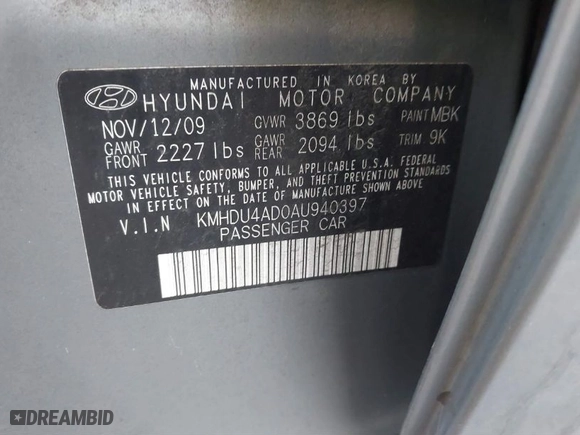 MANUFACTURED IN KOREA BY
HYUNDAI MOTOR COMPANY
NOV/12/09 GVWR 3869 lbs PAINT MBK
GAWR FRONT 2227 lbs GAWR REAR 2094 lbs TRIM 9K
THIS VEHICLE CONFORMS TO ALL APPLICABLE U.S.A. FEDERAL
MOTOR VEHICLE SAFETY, BUMPER, AND THEFT PREVENTION STANDARDS
IN EFFECT ON THE DATE OF MANUFACTURE SHOWN ABOVE.
V.I.N KMHDU4AD0AU940397
PASSENGER CAR
DREAMBID